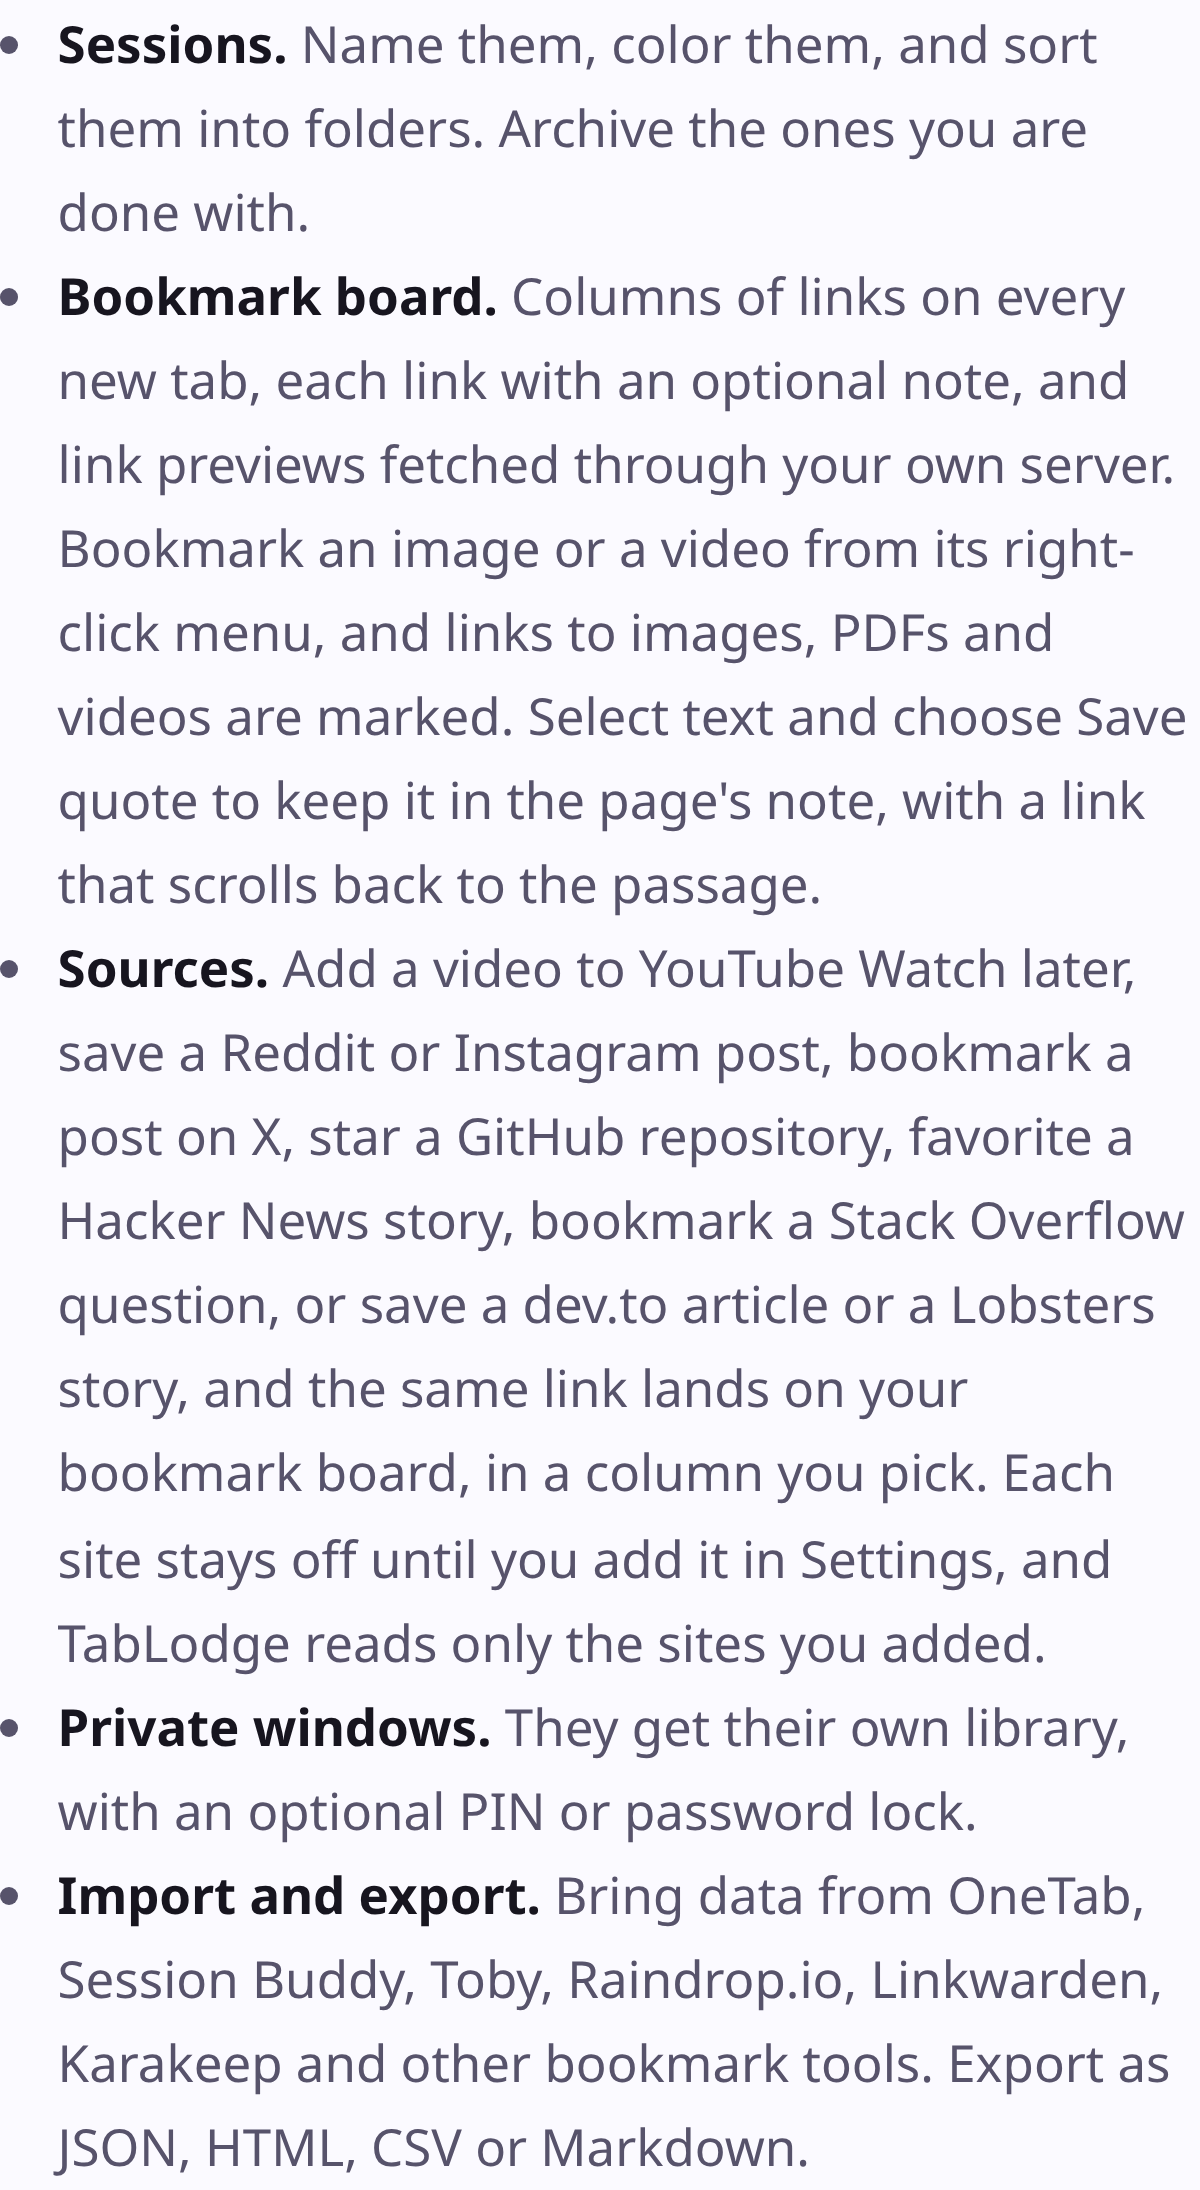 • Sessions. Name them, color them, and sort
them into folders. Archive the ones you are
done with.
• Bookmark board. Columns of links on every
new tab, each link with an optional note, and
link previews fetched through your own server.
Bookmark an image or a video from its right-
click menu, and links to images, PDFs and
videos are marked. Select text and choose Save
quote to keep it in the page's note, with a link
that scrolls back to the passage.
• Sources. Add a video to YouTube Watch later,
save a Reddit or Instagram post, bookmark a
post on X, star a GitHub repository, favorite a
Hacker News story, bookmark a Stack Overflow
question, or save a dev.to article or a Lobsters
story, and the same link lands on your
bookmark board, in a column you pick. Each
site stays off until you add it in Settings, and
TabLodge reads only the sites you added.
• Private windows. They get their own library,
with an optional PIN or password lock.
• Import and export. Bring data from OneTab,
Session Buddy, Toby, Raindrop.io, Linkwarden,
Karakeep and other bookmark tools. Export as
JSON, HTML, CSV or Markdown.